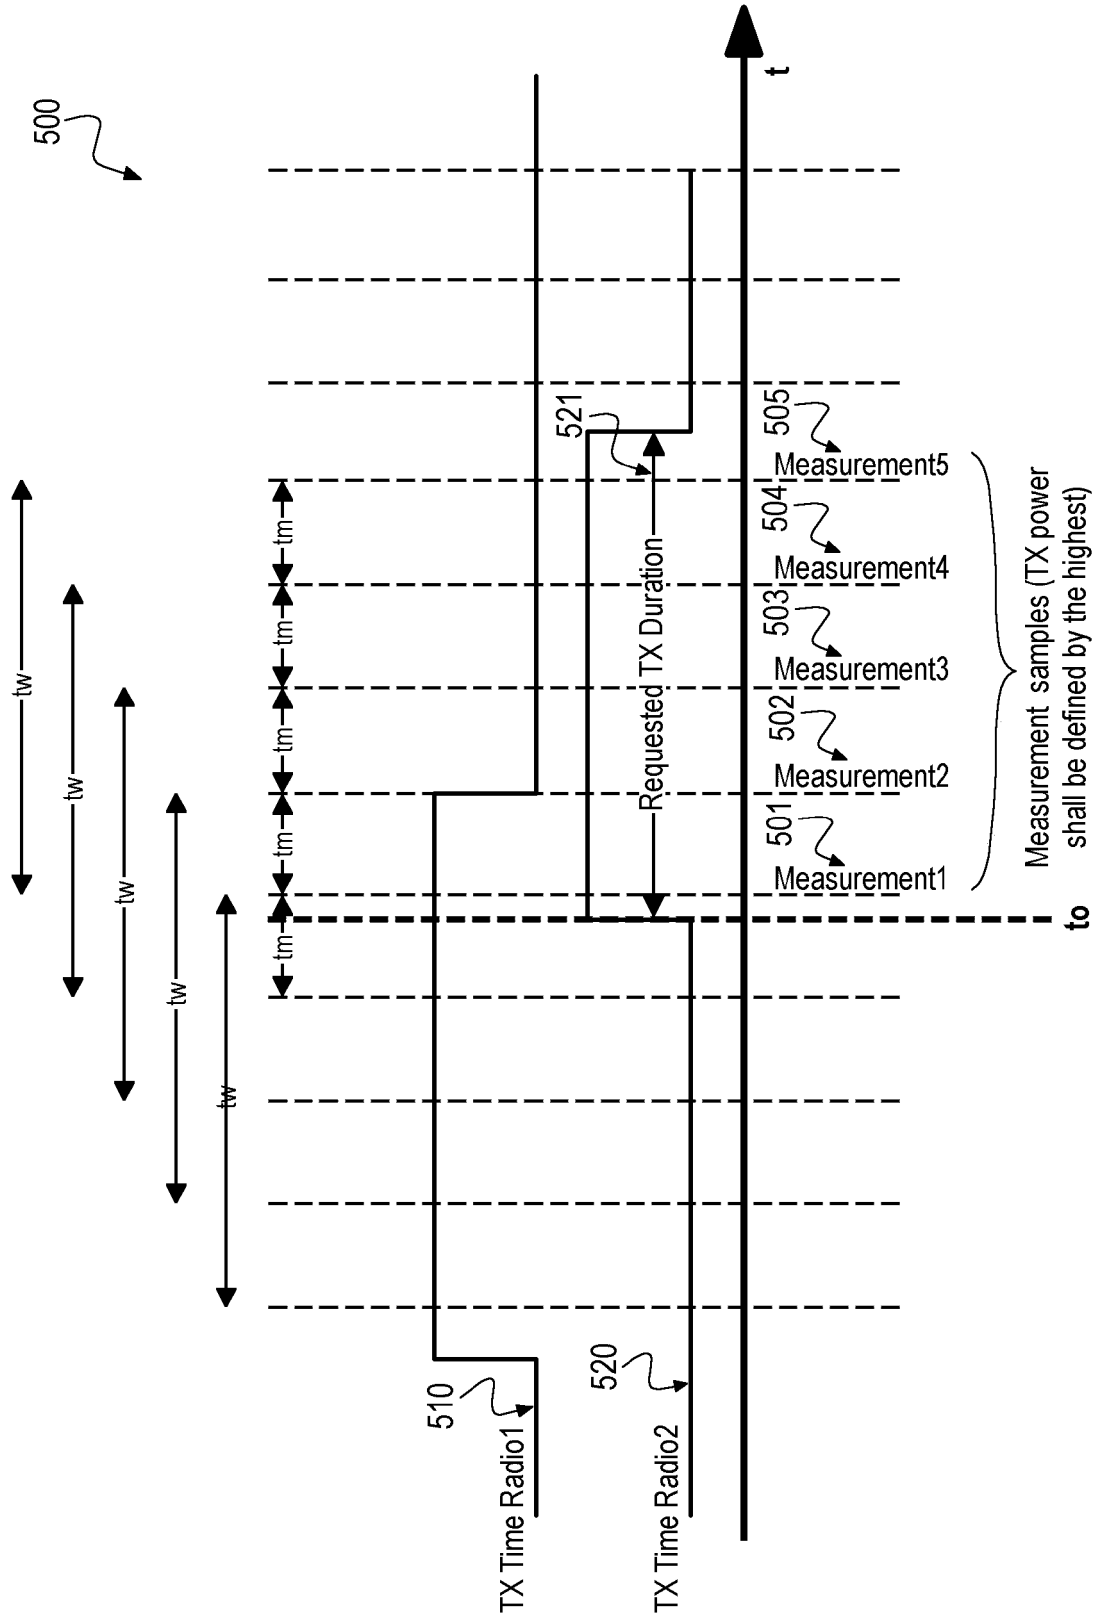 500
tw
tw
tw
tw
tw
tm
tm
tm
tm
tm
510
TX Time Radio1
520
TX Time Radio2
521
Requested TX Duration
t
501
Measurement1
502
Measurement2
503
Measurement3
504
Measurement4
505
Measurement5
Measurement samples (TX power
shall be defined by the highest)
to